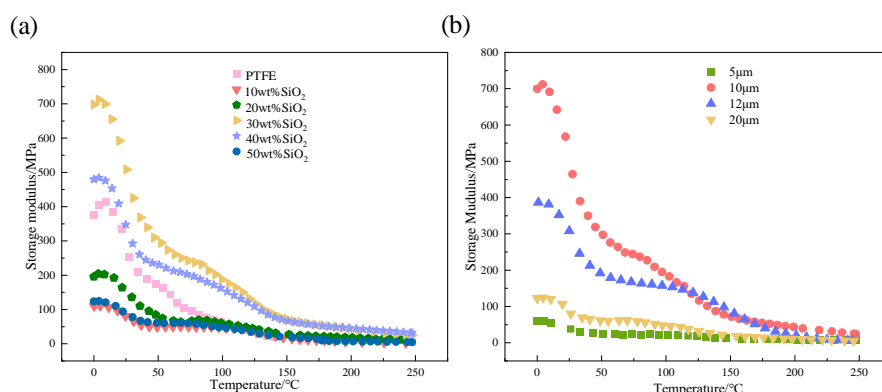 (a)
(b)
800
700
600
500
400
300
200
100
0
Storage modulus/MPa
PTFE
10wt%SiO₂
20wt%SiO₂
30wt%SiO₂
40wt%SiO₂
50wt%SiO₂
0
50
100
150
200
250
Temperature/°C
800
700
600
500
400
300
200
100
0
Storage Mudulus/MPa
5μm
10μm
12μm
20μm
0
50
100
150
200
250
Temperature/°C